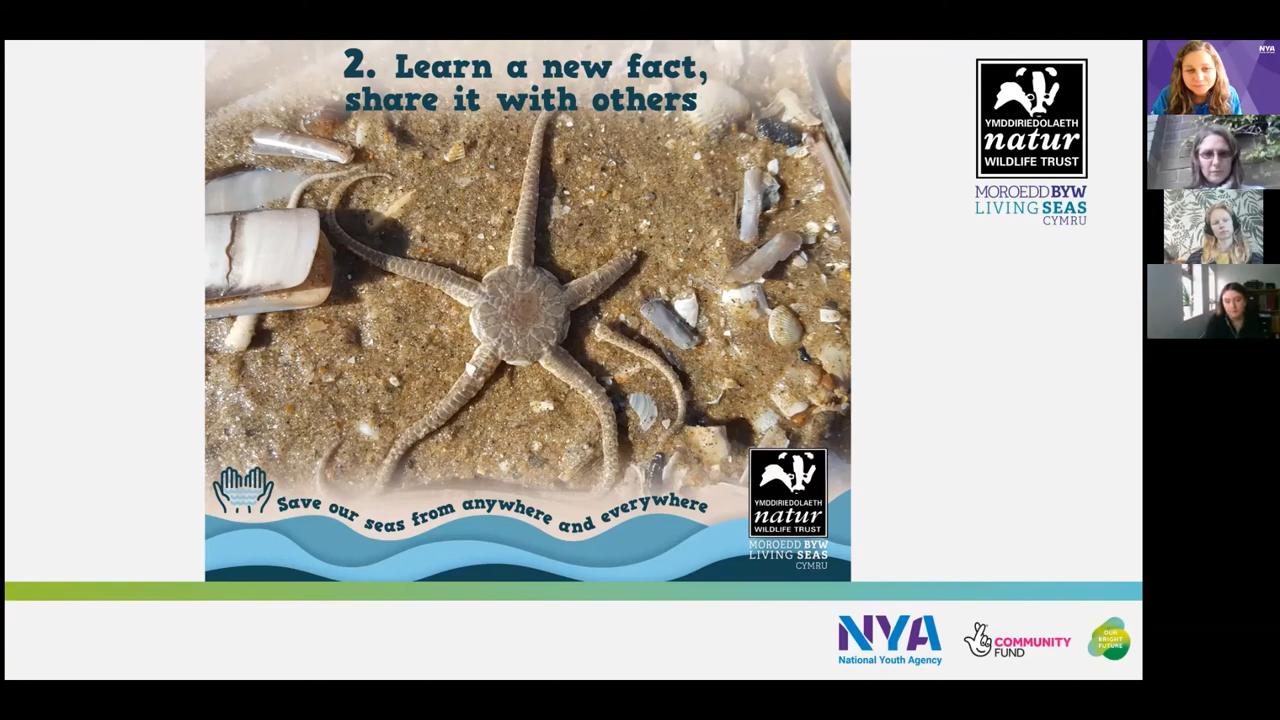 2. Learn a new fact,
share it with others
Save our seas from anywhere and everywhere
YMDDIRIEDOLAETH
natur
WILDLIFE TRUST
MOROEDD BYW
LIVING SEAS
CYMRU
YMDDIRIEDOLAETH
natur
WILDLIFE TRUST
MOROEDD BYW
LIVING SEAS
CYMRU
NYA
National Youth Agency
COMMUNITY
FUND
OUR
BRIGHT
FUTURE
NYA